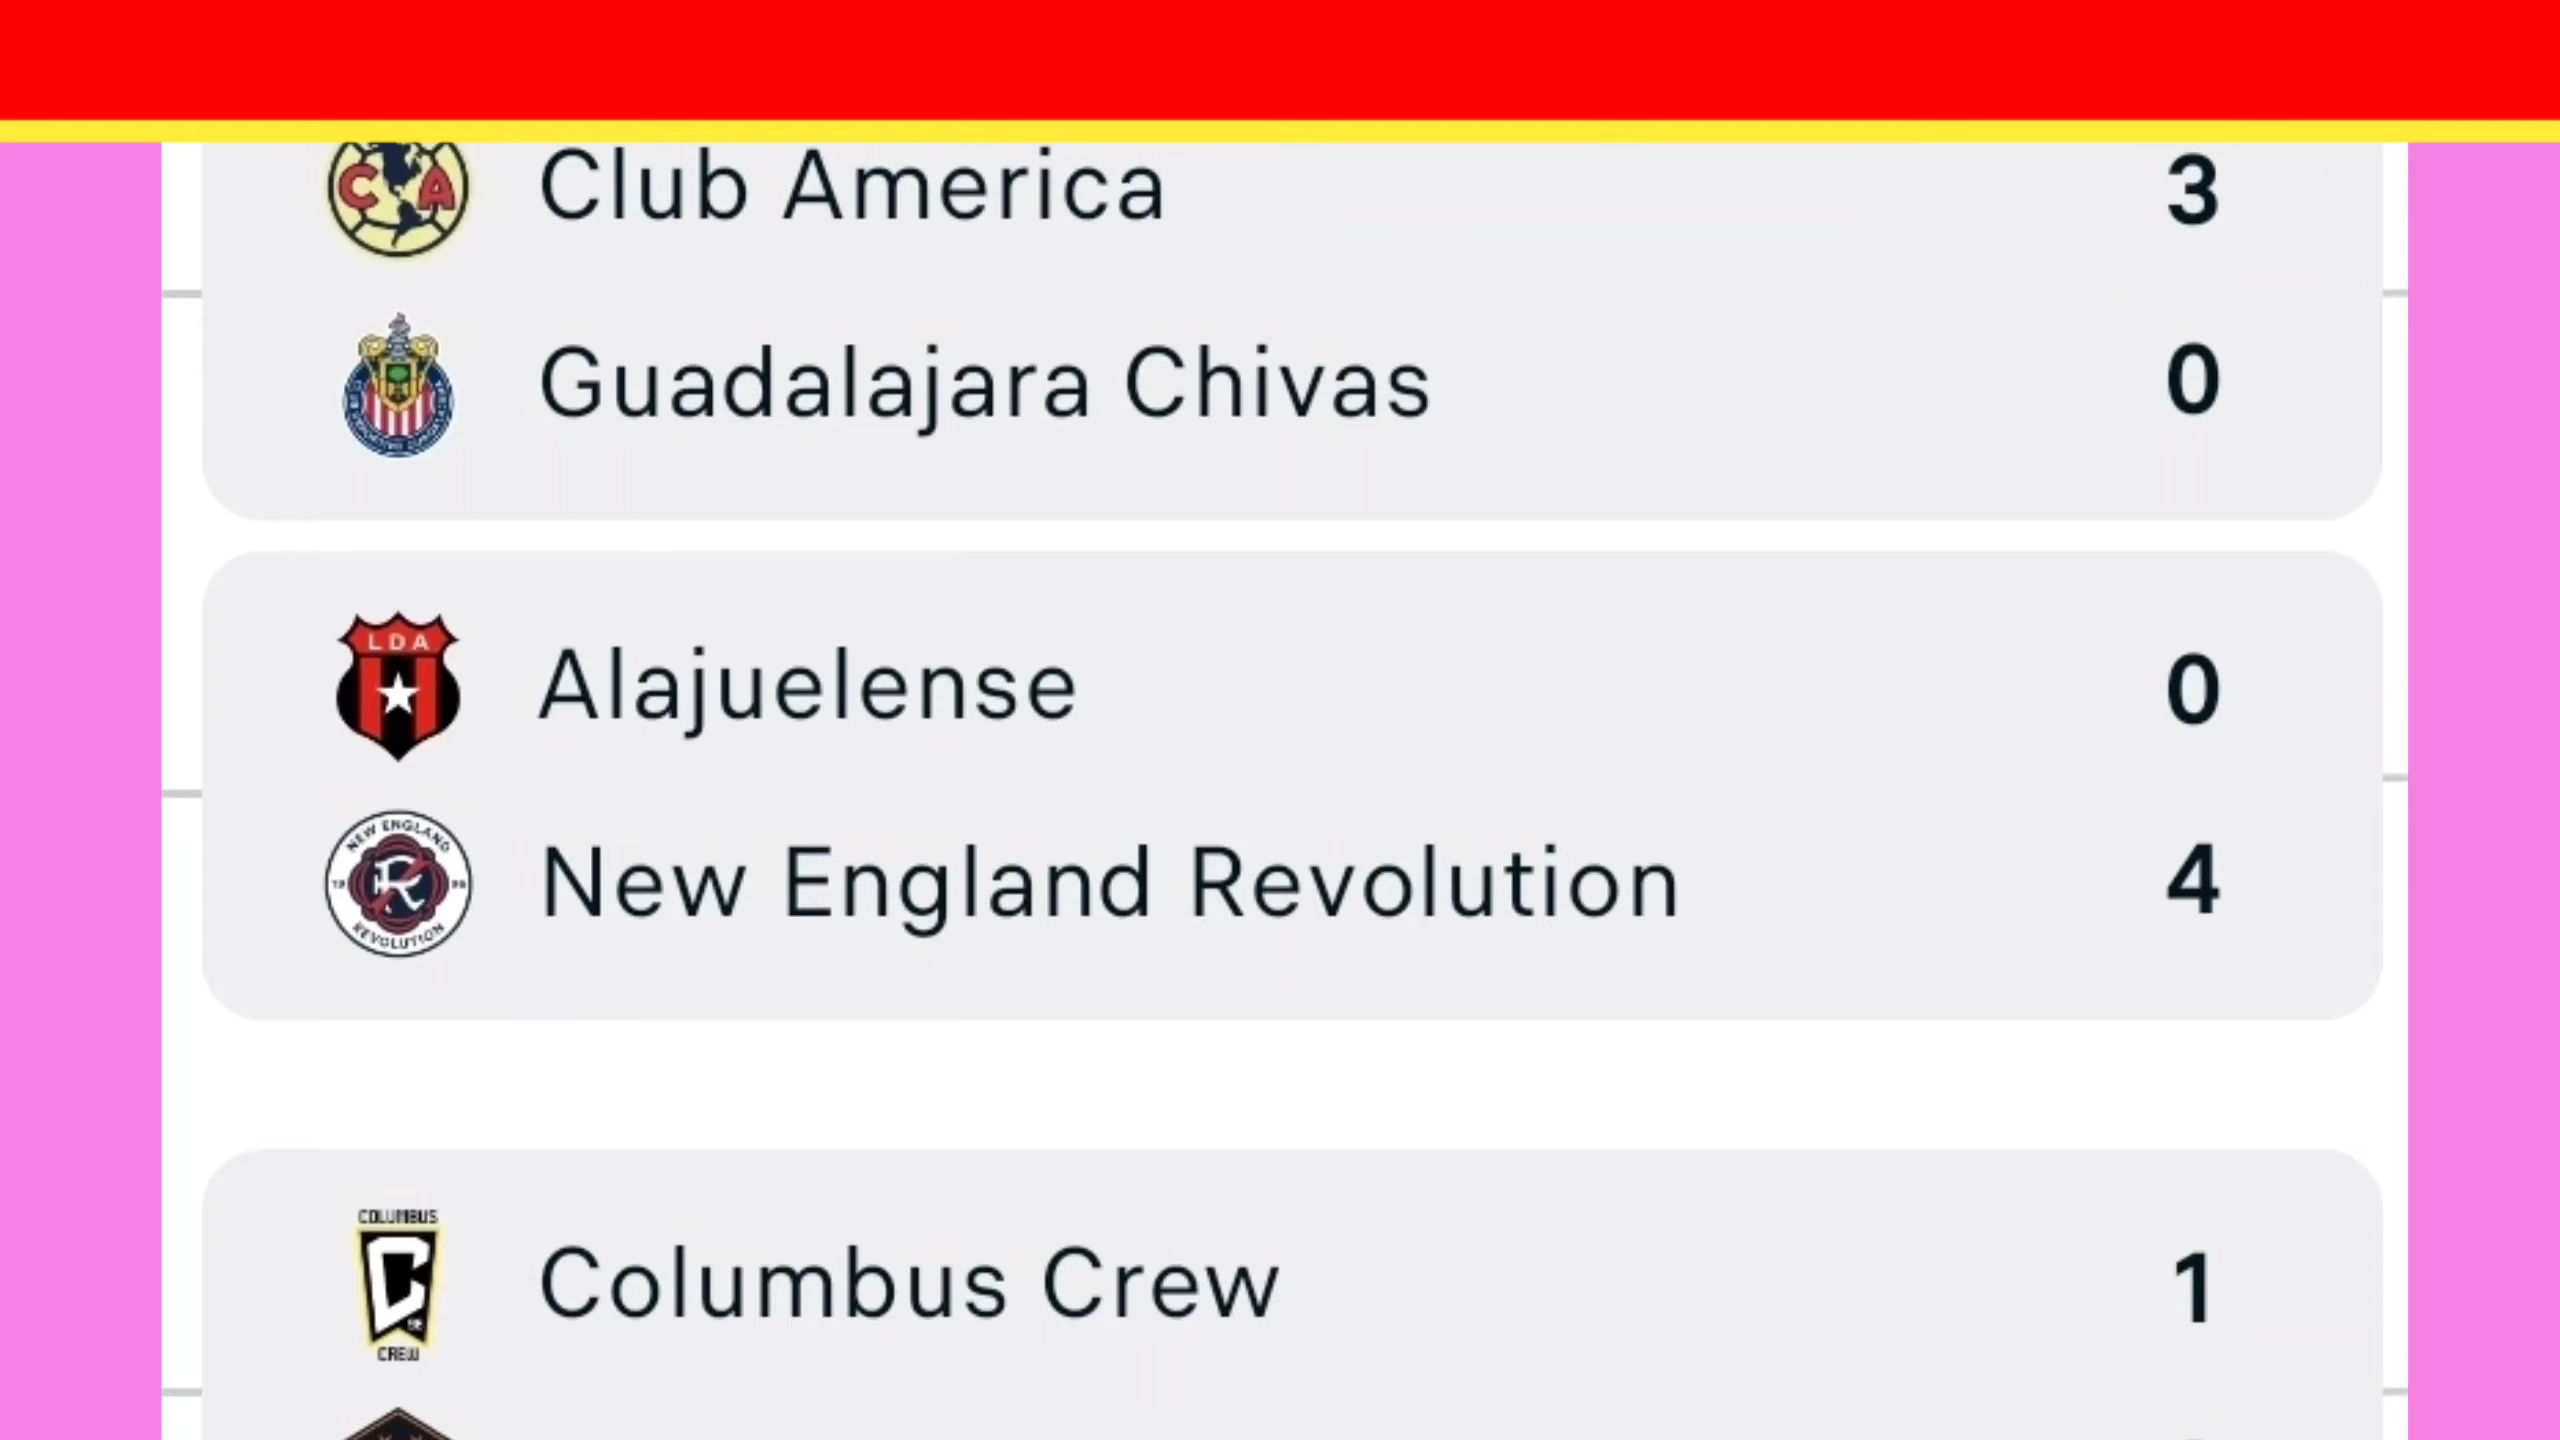 C A
Club America 3
Guadalajara Chivas 0
LDA
Alajuelense 0
NEW ENGLAND
REVOLUTION
New England Revolution 4
COLUMBUS
CREW
Columbus Crew 1